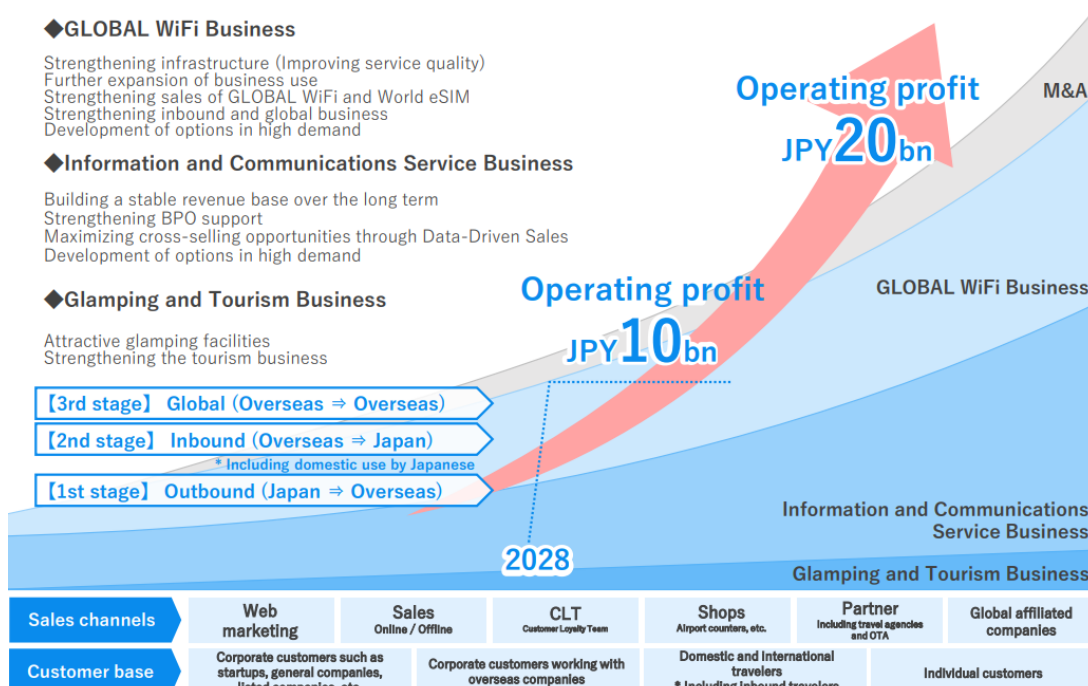 ◆GLOBAL WiFi Business
Strengthening infrastructure (Improving service quality)
Further expansion of business use
Strengthening sales of GLOBAL WiFi and World eSIM
Strengthening inbound and global business
Development of options in high demand
◆Information and Communications Service Business
Building a stable revenue base over the long term
Strengthening BPO support
Maximizing cross-selling opportunities through Data-Driven Sales
Development of options in high demand
◆Glamping and Tourism Business
Attractive glamping facilities
Strengthening the tourism business
Operating profit
JPY20bn
M&A
Operating profit
JPY10bn
GLOBAL WiFi Business
【3rd stage】 Global (Overseas ⇒ Overseas)
【2nd stage】 Inbound (Overseas ⇒ Japan)
* Including domestic use by Japanese
【1st stage】 Outbound (Japan ⇒ Overseas)
2028
Information and Communications
Service Business
Glamping and Tourism Business
Sales channels
Web
marketing
Sales
Online / Offline
CLT
Customer Loyalty Team
Shops
Airport counters, etc.
Partner
Including travel agencies
and OTA
Global affiliated
companies
Customer base
Corporate customers such as
startups, general companies,
listed companies, etc.
Corporate customers working with
overseas companies
Domestic and international
travelers
* Including inbound travelers
Individual customers